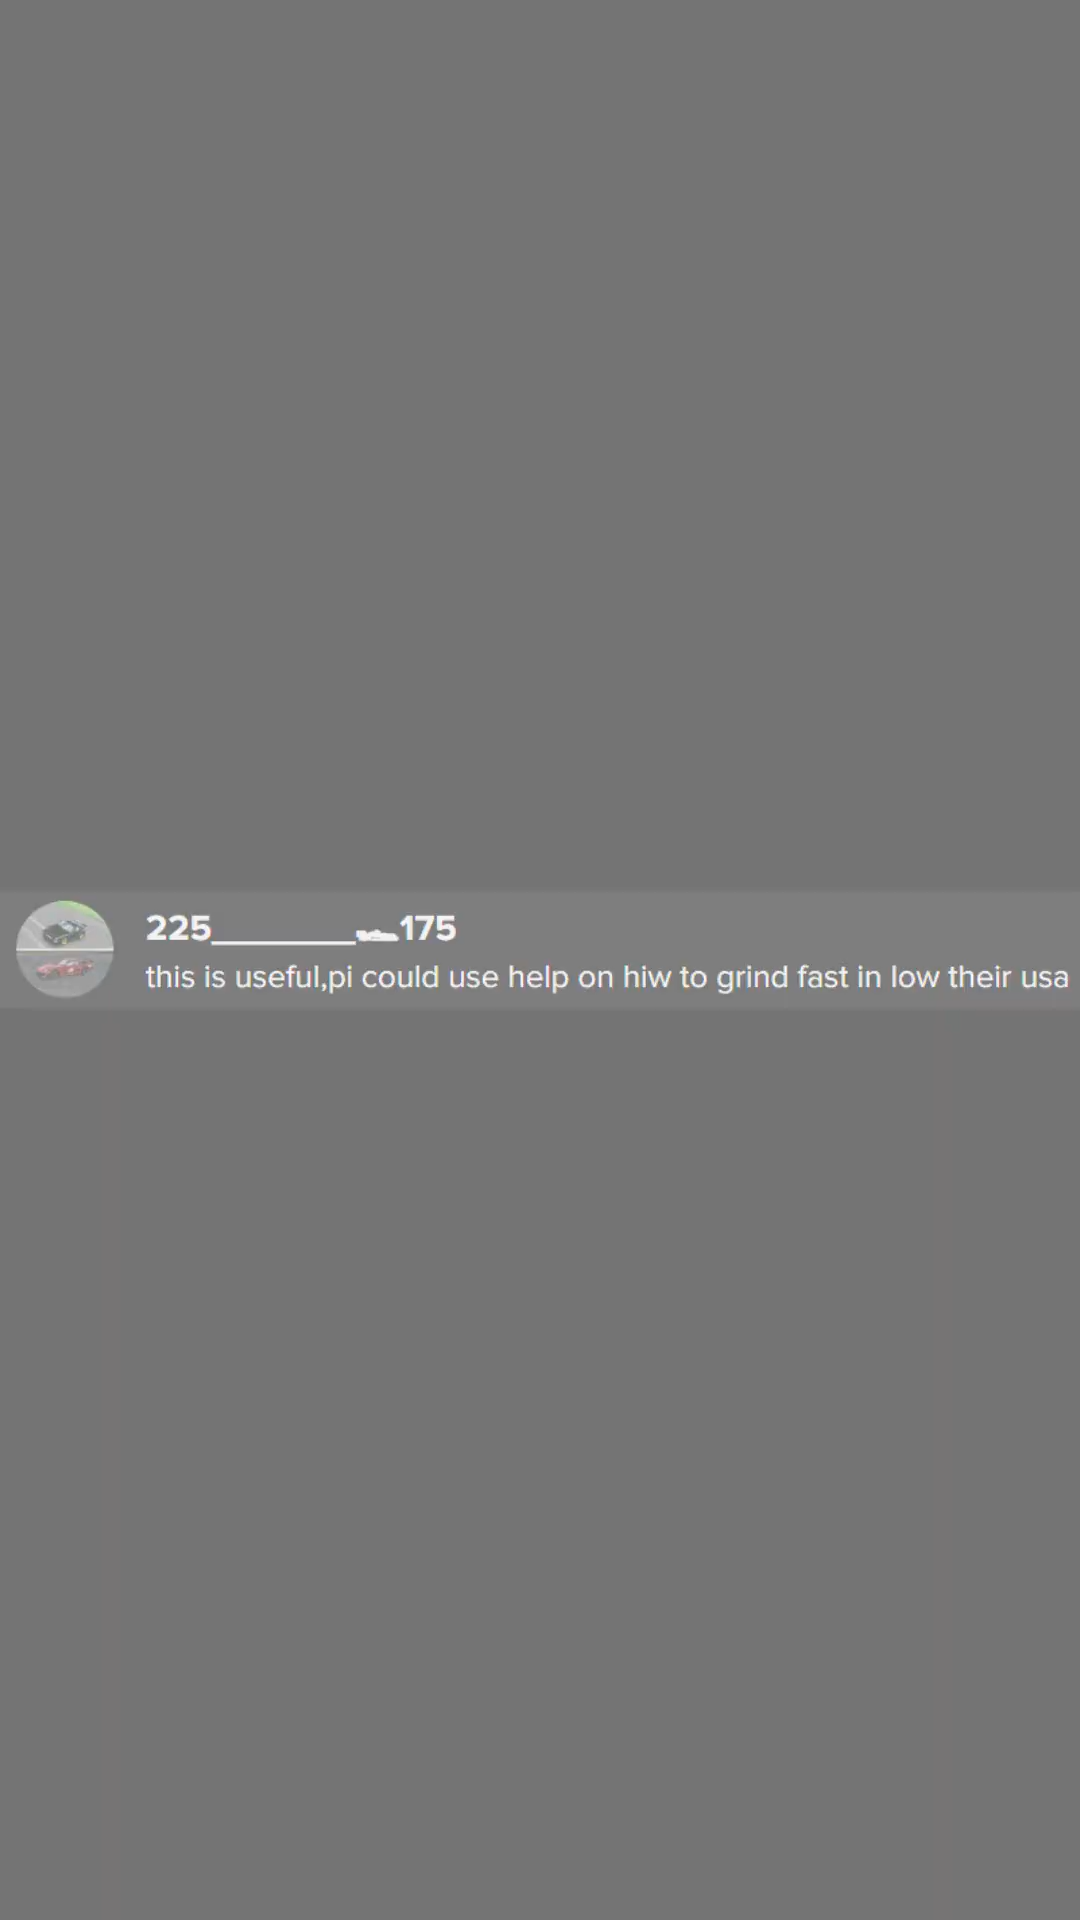 225________175
this is useful,pi could use help on hiw to grind fast in low their usa